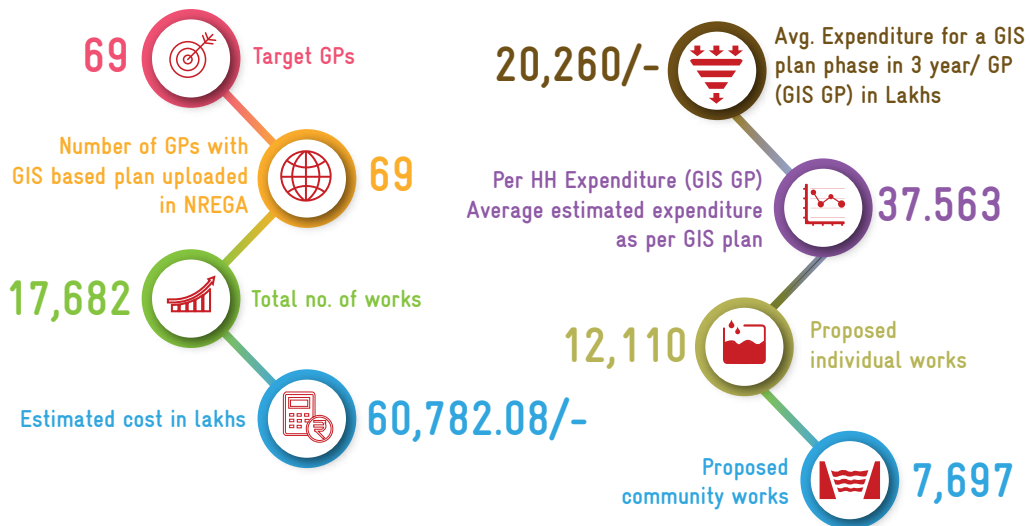 69
Target GPs
Number of GPs with
GIS based plan uploaded
in NREGA
69
17,682
Total no. of works
Estimated cost in lakhs
60,782.08/-
20,260/-
Avg. Expenditure for a GIS
plan phase in 3 year/ GP
(GIS GP) in Lakhs
Per HH Expenditure (GIS GP)
Average estimated expenditure
as per GIS plan
37.563
12,110
Proposed
individual works
Proposed
community works
7,697